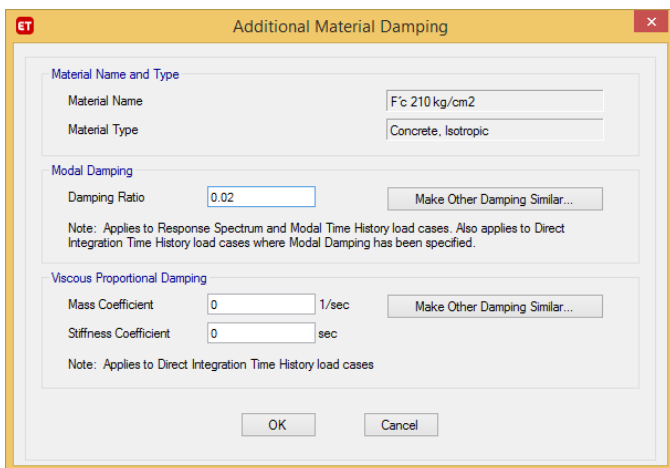 ET
Additional Material Damping
×
Material Name and Type
Material Name
F´c 210 kg/cm2
Material Type
Concrete, Isotropic
Modal Damping
Damping Ratio
0.02
Make Other Damping Similar...
Note: Applies to Response Spectrum and Modal Time History load cases. Also applies to Direct
Integration Time History load cases where Modal Damping has been specified.
Viscous Proportional Damping
Mass Coefficient
0
1/sec
Make Other Damping Similar...
Stiffness Coefficient
0
sec
Note: Applies to Direct Integration Time History load cases
OK
Cancel